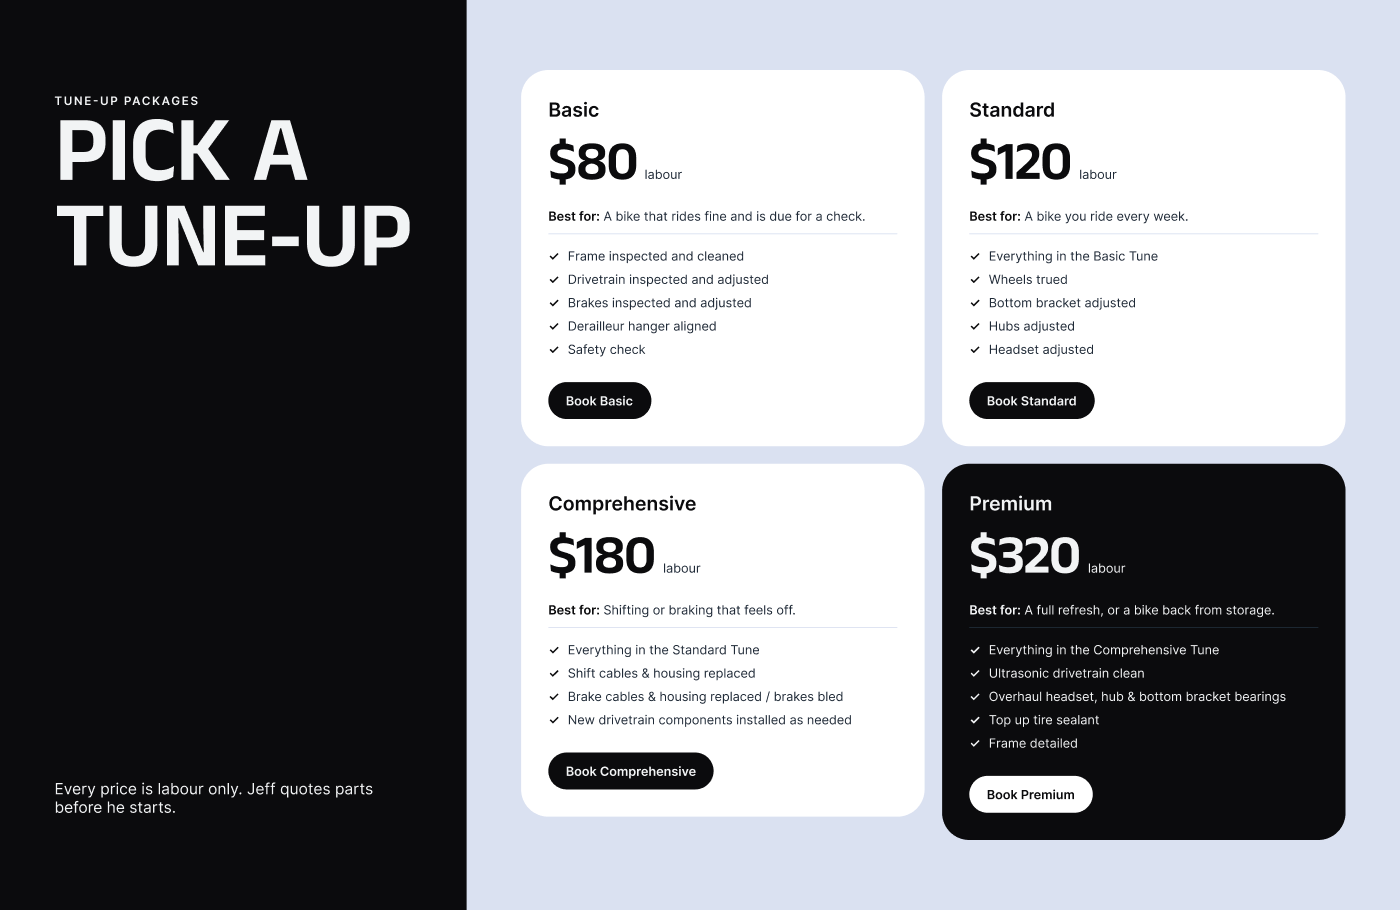 TUNE-UP PACKAGES
PICK A
TUNE-UP
Every price is labour only. Jeff quotes parts
before he starts.
Basic
$80 labour
Best for: A bike that rides fine and is due for a check.
Frame inspected and cleaned
Drivetrain inspected and adjusted
Brakes inspected and adjusted
Derailleur hanger aligned
Safety check
Book Basic
Standard
$120 labour
Best for: A bike you ride every week.
Everything in the Basic Tune
Wheels trued
Bottom bracket adjusted
Hubs adjusted
Headset adjusted
Book Standard
Comprehensive
$180 labour
Best for: Shifting or braking that feels off.
Everything in the Standard Tune
Shift cables & housing replaced
Brake cables & housing replaced / brakes bled
New drivetrain components installed as needed
Book Comprehensive
Premium
$320 labour
Best for: A full refresh, or a bike back from storage.
Everything in the Comprehensive Tune
Ultrasonic drivetrain clean
Overhaul headset, hub & bottom bracket bearings
Top up tire sealant
Frame detailed
Book Premium